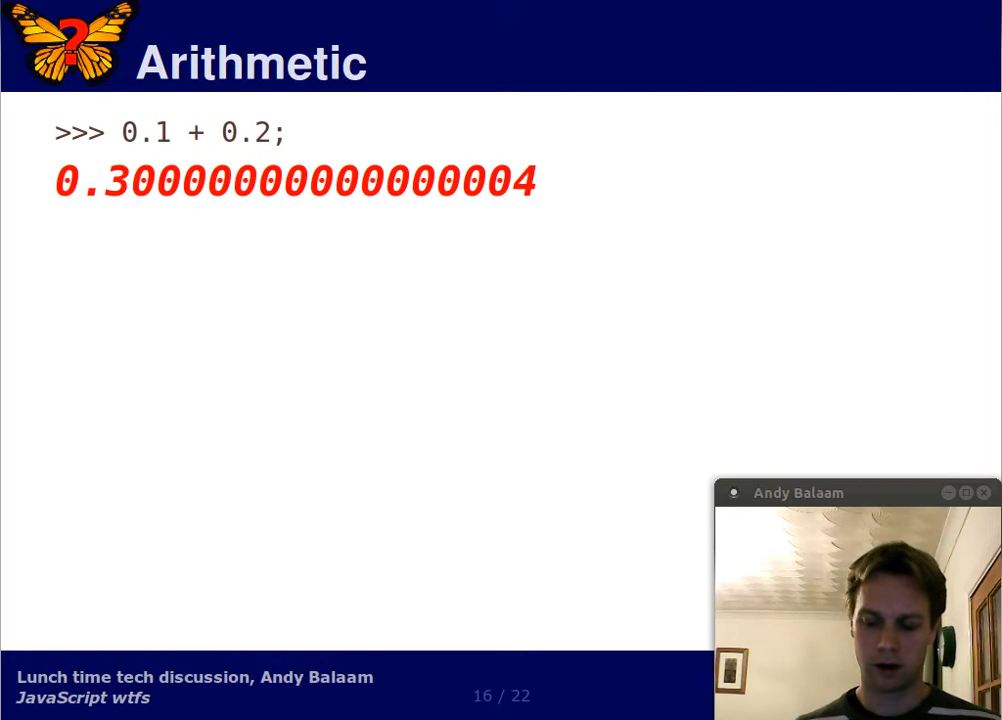 ?
Arithmetic
>>> 0.1 + 0.2;
0.30000000000000004
Andy Balaam
Lunch time tech discussion, Andy Balaam
JavaScript wtfs
16 / 22